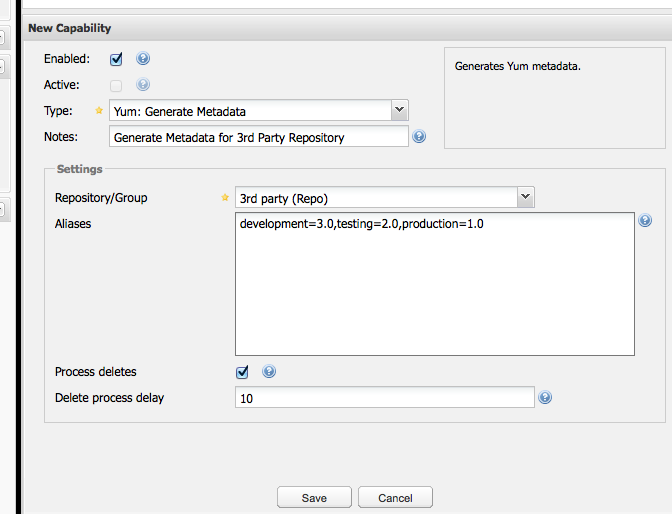 New Capability
Enabled:
Generates Yum metadata.
Active:
Type: Yum: Generate Metadata
Notes: Generate Metadata for 3rd Party Repository
Settings
Repository/Group 3rd party (Repo)
Aliases development=3.0,testing=2.0,production=1.0
Process deletes
Delete process delay 10
Save Cancel